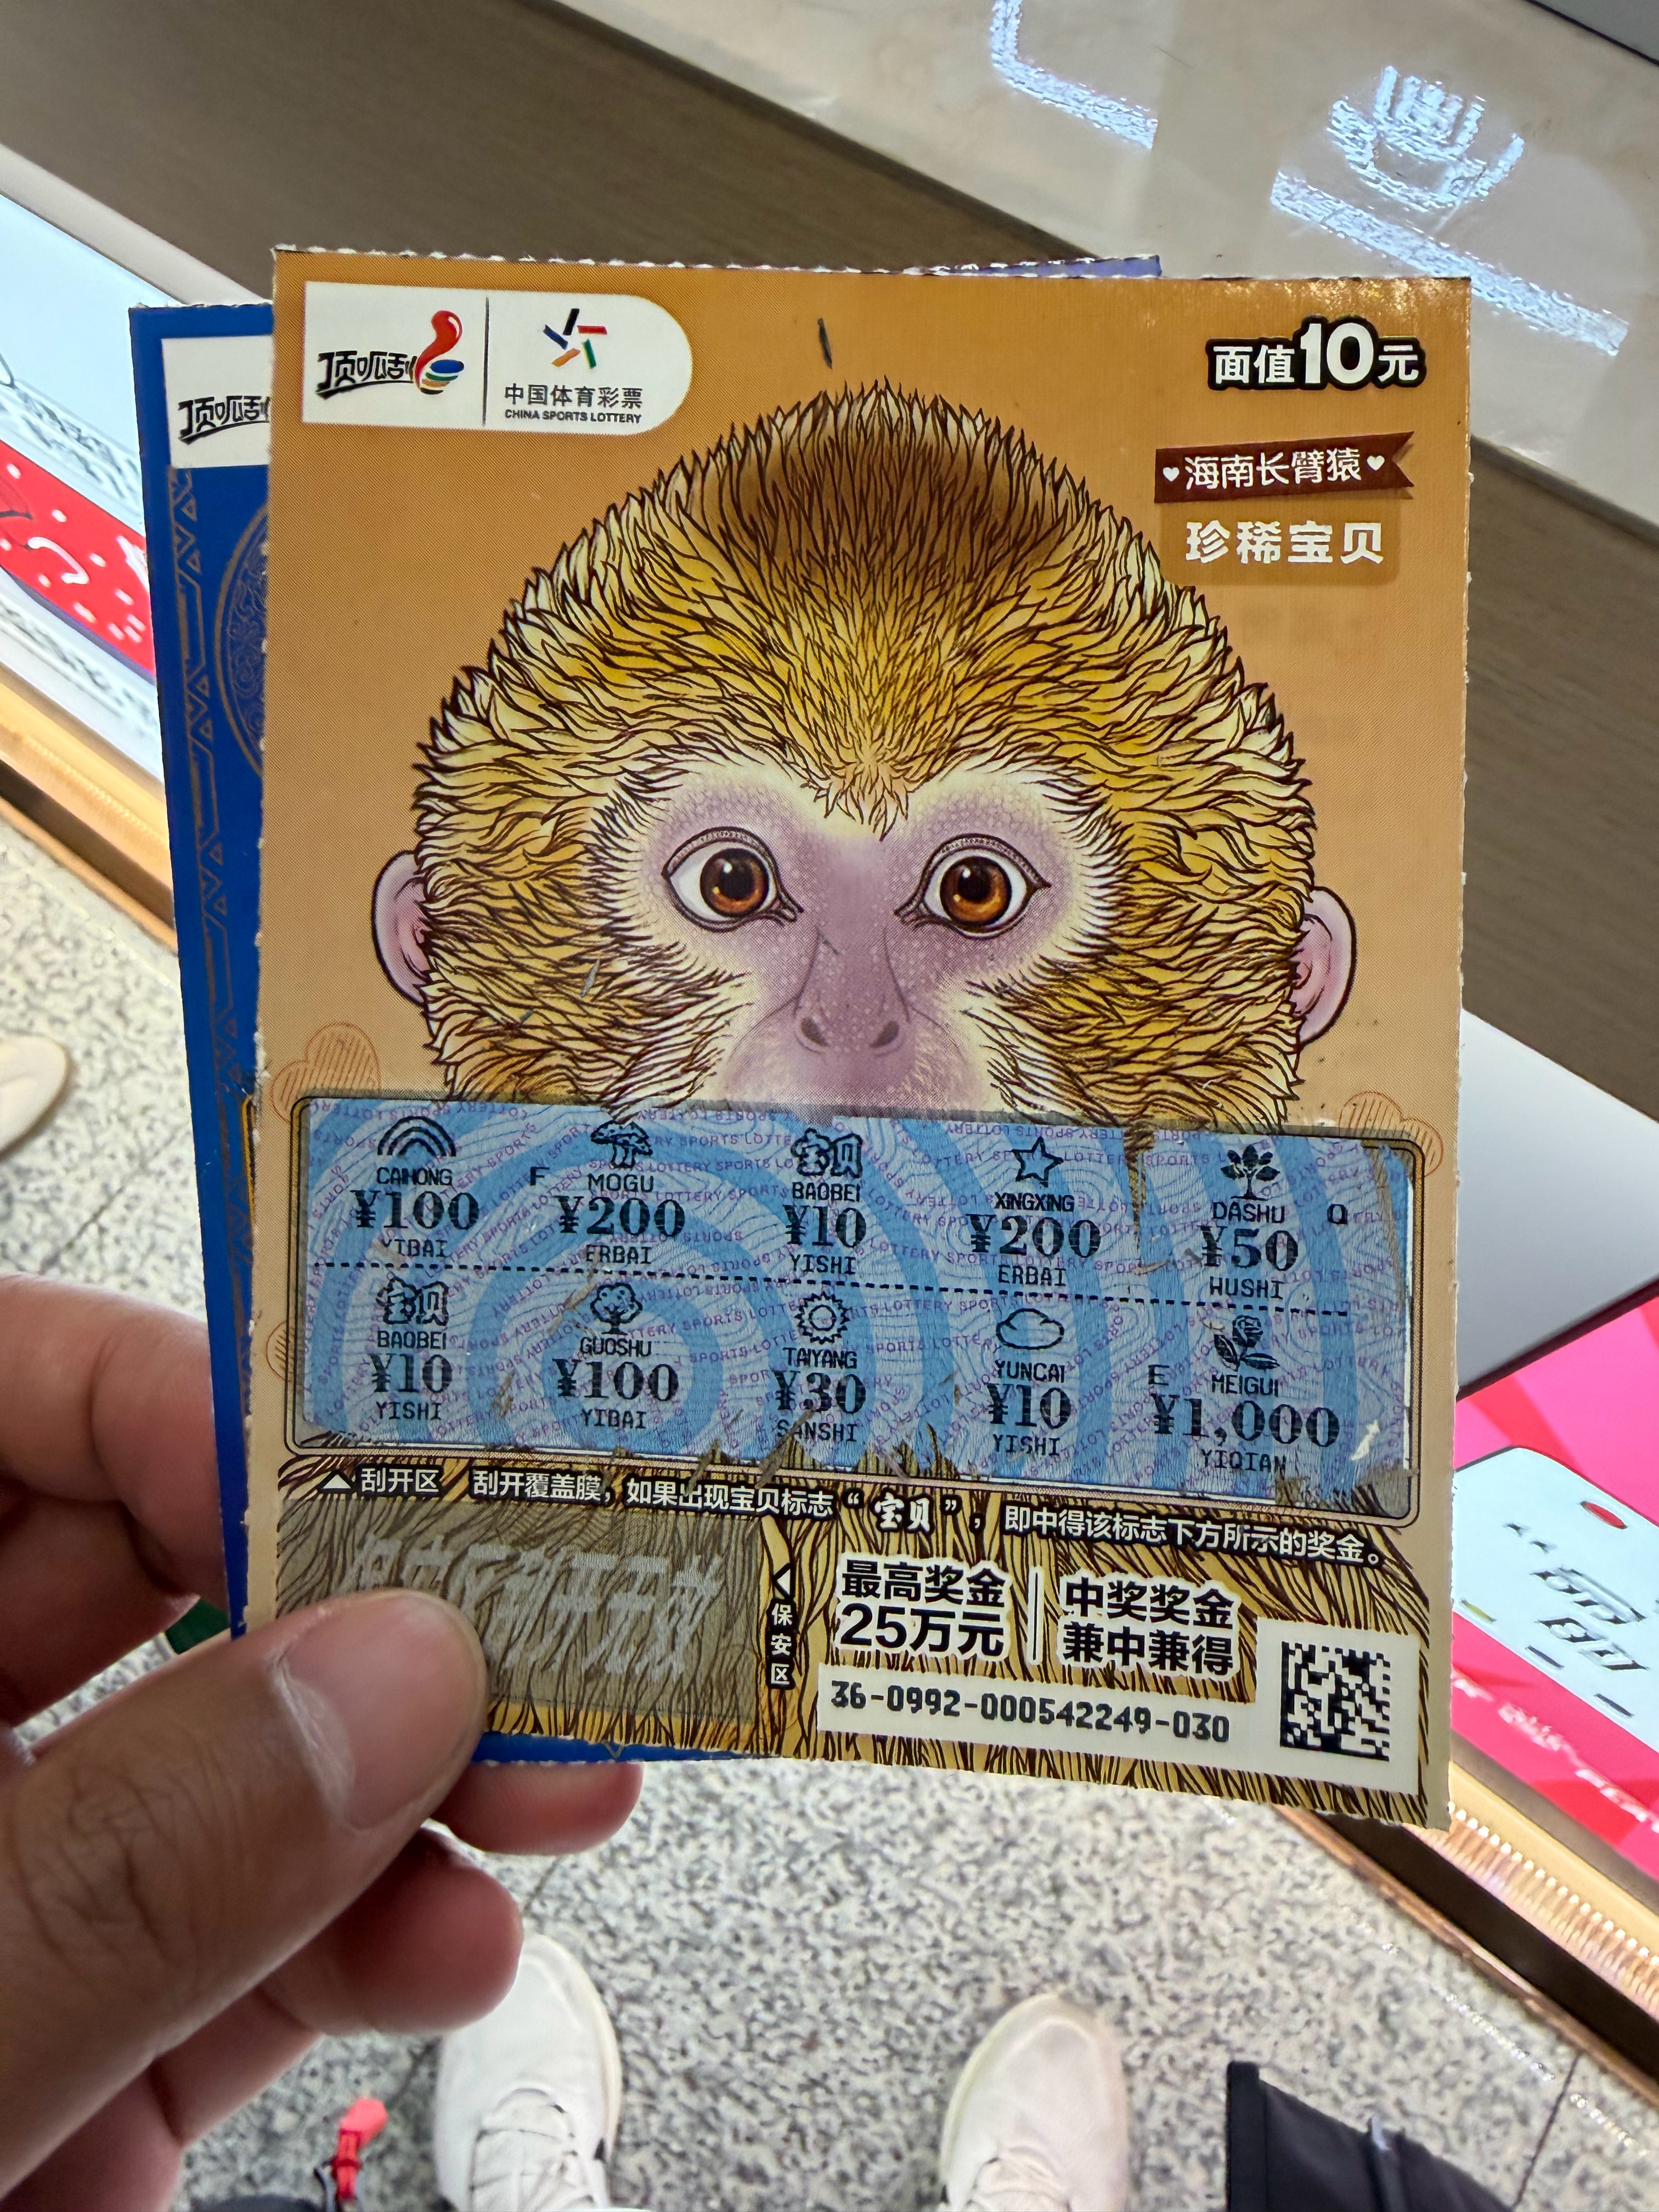 顶呱刮
顶呱刮
中国体育彩票
CHINA SPORTS LOTTERY
面值10元
海南长臂猿
珍稀宝贝
CAIHONG
¥100
YIBAI
F
MOGU
¥200
ERBAI
宝贝
BAOBEI
¥10
YISHI
XINGXING
¥200
ERBAI
DASHU
¥50
WUSHI
Q
宝贝
BAOBEI
¥10
YISHI
GUOSHU
¥100
YIBAI
TAIYANG
¥30
SANSHI
YUNCAI
¥10
YISHI
E
MEIGUI
¥1,000
YIQIAN
刮开区 刮开覆盖膜，如果出现宝贝标志“宝贝”，即中得该标志下方所示的奖金。
保安区
最高奖金
25万元
中奖奖金
兼中兼得
36-0992-000542249-030